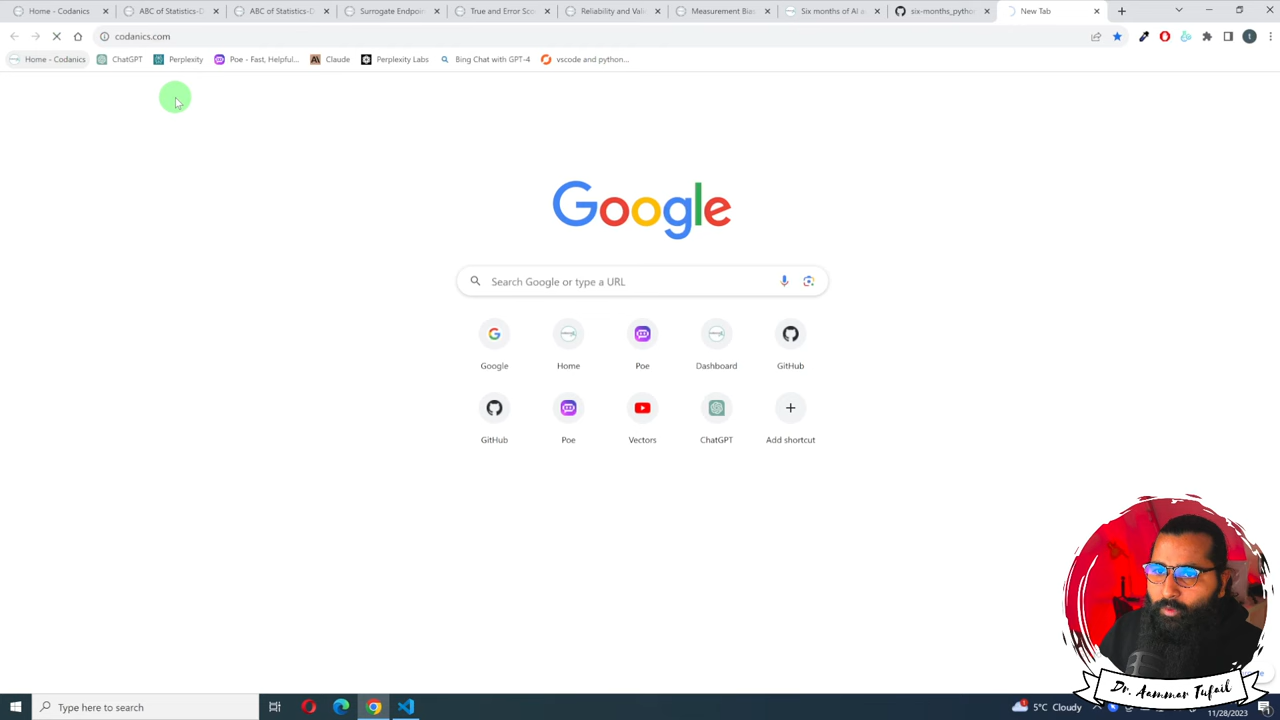 Home - Codanics
ABC of Statistics-D
ABC of Statistics-D
Surrogate Endpoin
True and Error Sco
Reliability and Vali
Measurement Bia
Six months of AI a
six-months_python
New Tab
codanics.com
Home - Codanics
ChatGPT
Perplexity
Poe - Fast, Helpful...
Claude
Perplexity Labs
Bing Chat with GPT-4
vscode and python...
Google
Search Google or type a URL
Google
Home
Poe
Dashboard
GitHub
GitHub
Poe
Vectors
ChatGPT
Add shortcut
Dr. Aammar Tufail
Type here to search
5°C Cloudy
11/28/2023